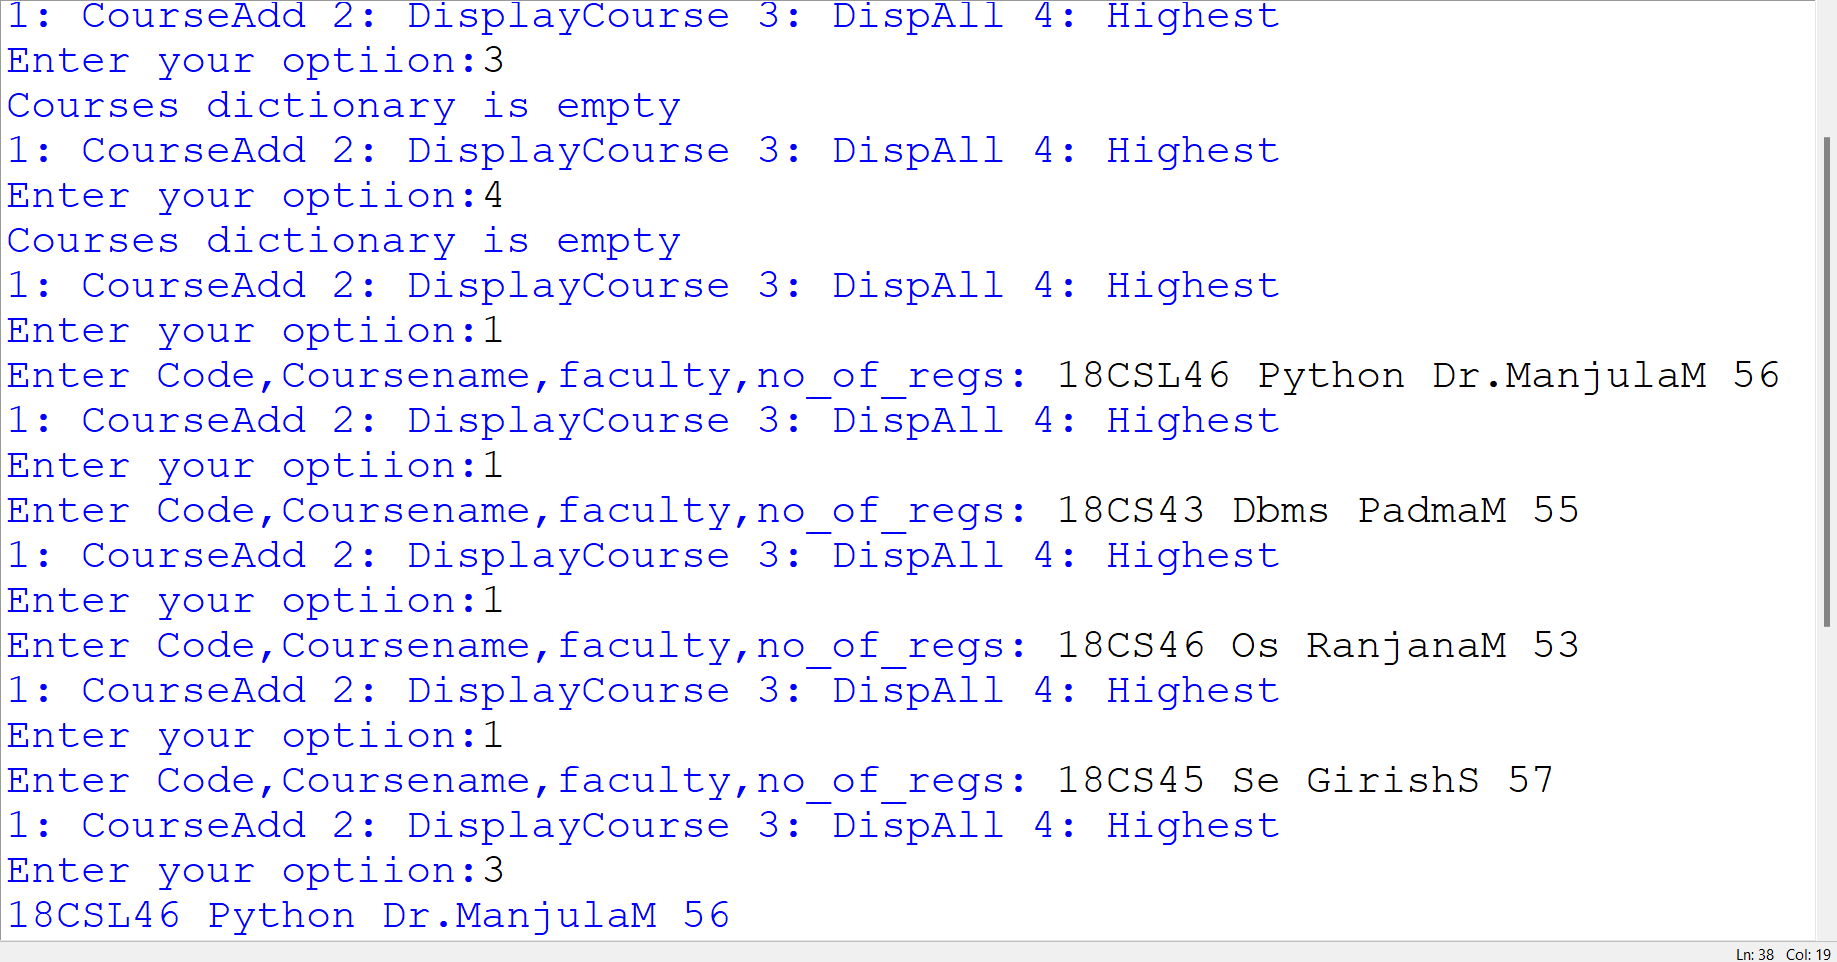 1: CourseAdd 2: DisplayCourse 3: DispAll 4: Highest
Enter your optiion:3
Courses dictionary is empty
1: CourseAdd 2: DisplayCourse 3: DispAll 4: Highest
Enter your optiion:4
Courses dictionary is empty
1: CourseAdd 2: DisplayCourse 3: DispAll 4: Highest
Enter your optiion:1
Enter Code,Coursename,faculty,no_of_regs: 18CSL46 Python Dr.ManjulaM 56
1: CourseAdd 2: DisplayCourse 3: DispAll 4: Highest
Enter your optiion:1
Enter Code,Coursename,faculty,no_of_regs: 18CS43 Dbms PadmaM 55
1: CourseAdd 2: DisplayCourse 3: DispAll 4: Highest
Enter your optiion:1
Enter Code,Coursename,faculty,no_of_regs: 18CS46 Os RanjanaM 53
1: CourseAdd 2: DisplayCourse 3: DispAll 4: Highest
Enter your optiion:1
Enter Code,Coursename,faculty,no_of_regs: 18CS45 Se GirishS 57
1: CourseAdd 2: DisplayCourse 3: DispAll 4: Highest
Enter your optiion:3
18CSL46 Python Dr.ManjulaM 56
Ln: 38 Col: 19